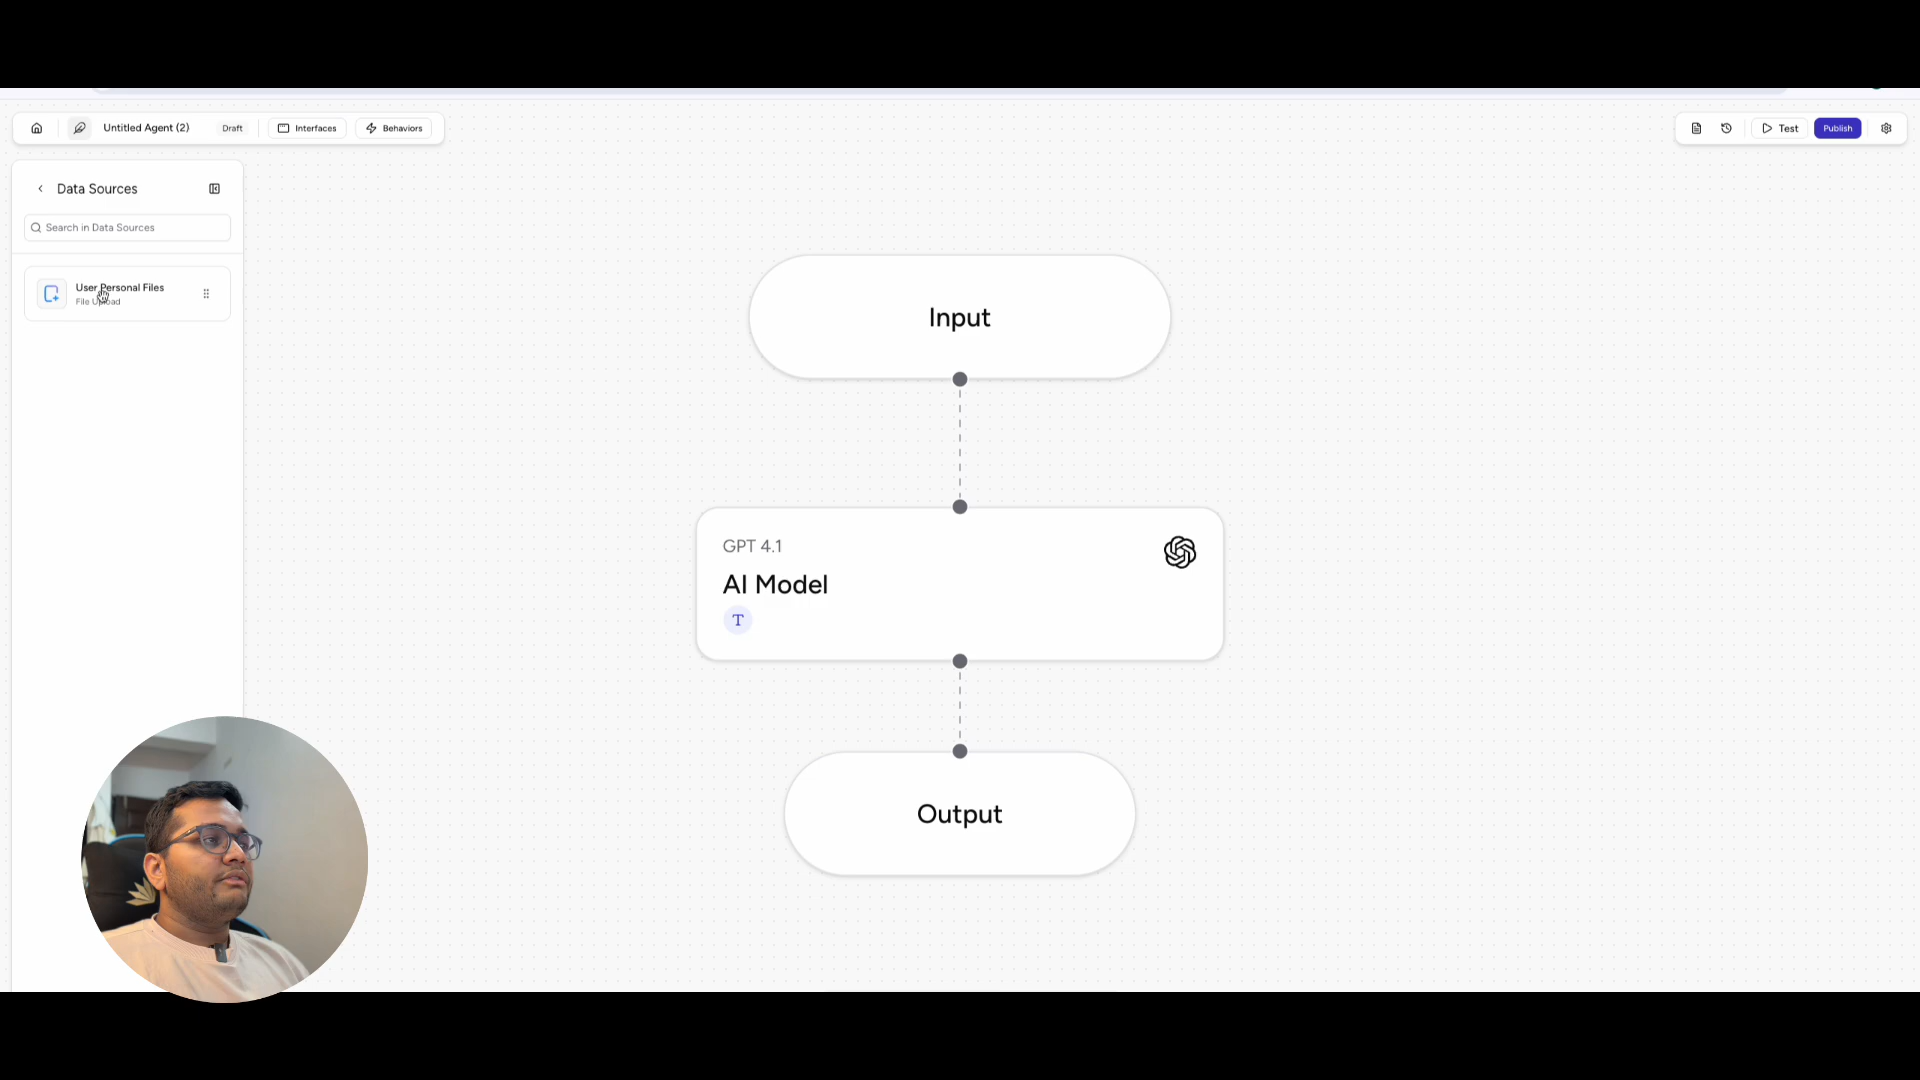 Untitled Agent (2)
Draft
Interfaces
Behaviors
Test
Publish
Data Sources
Search in Data Sources
User Personal Files
File Upload
Input
GPT 4.1
AI Model
T
Output